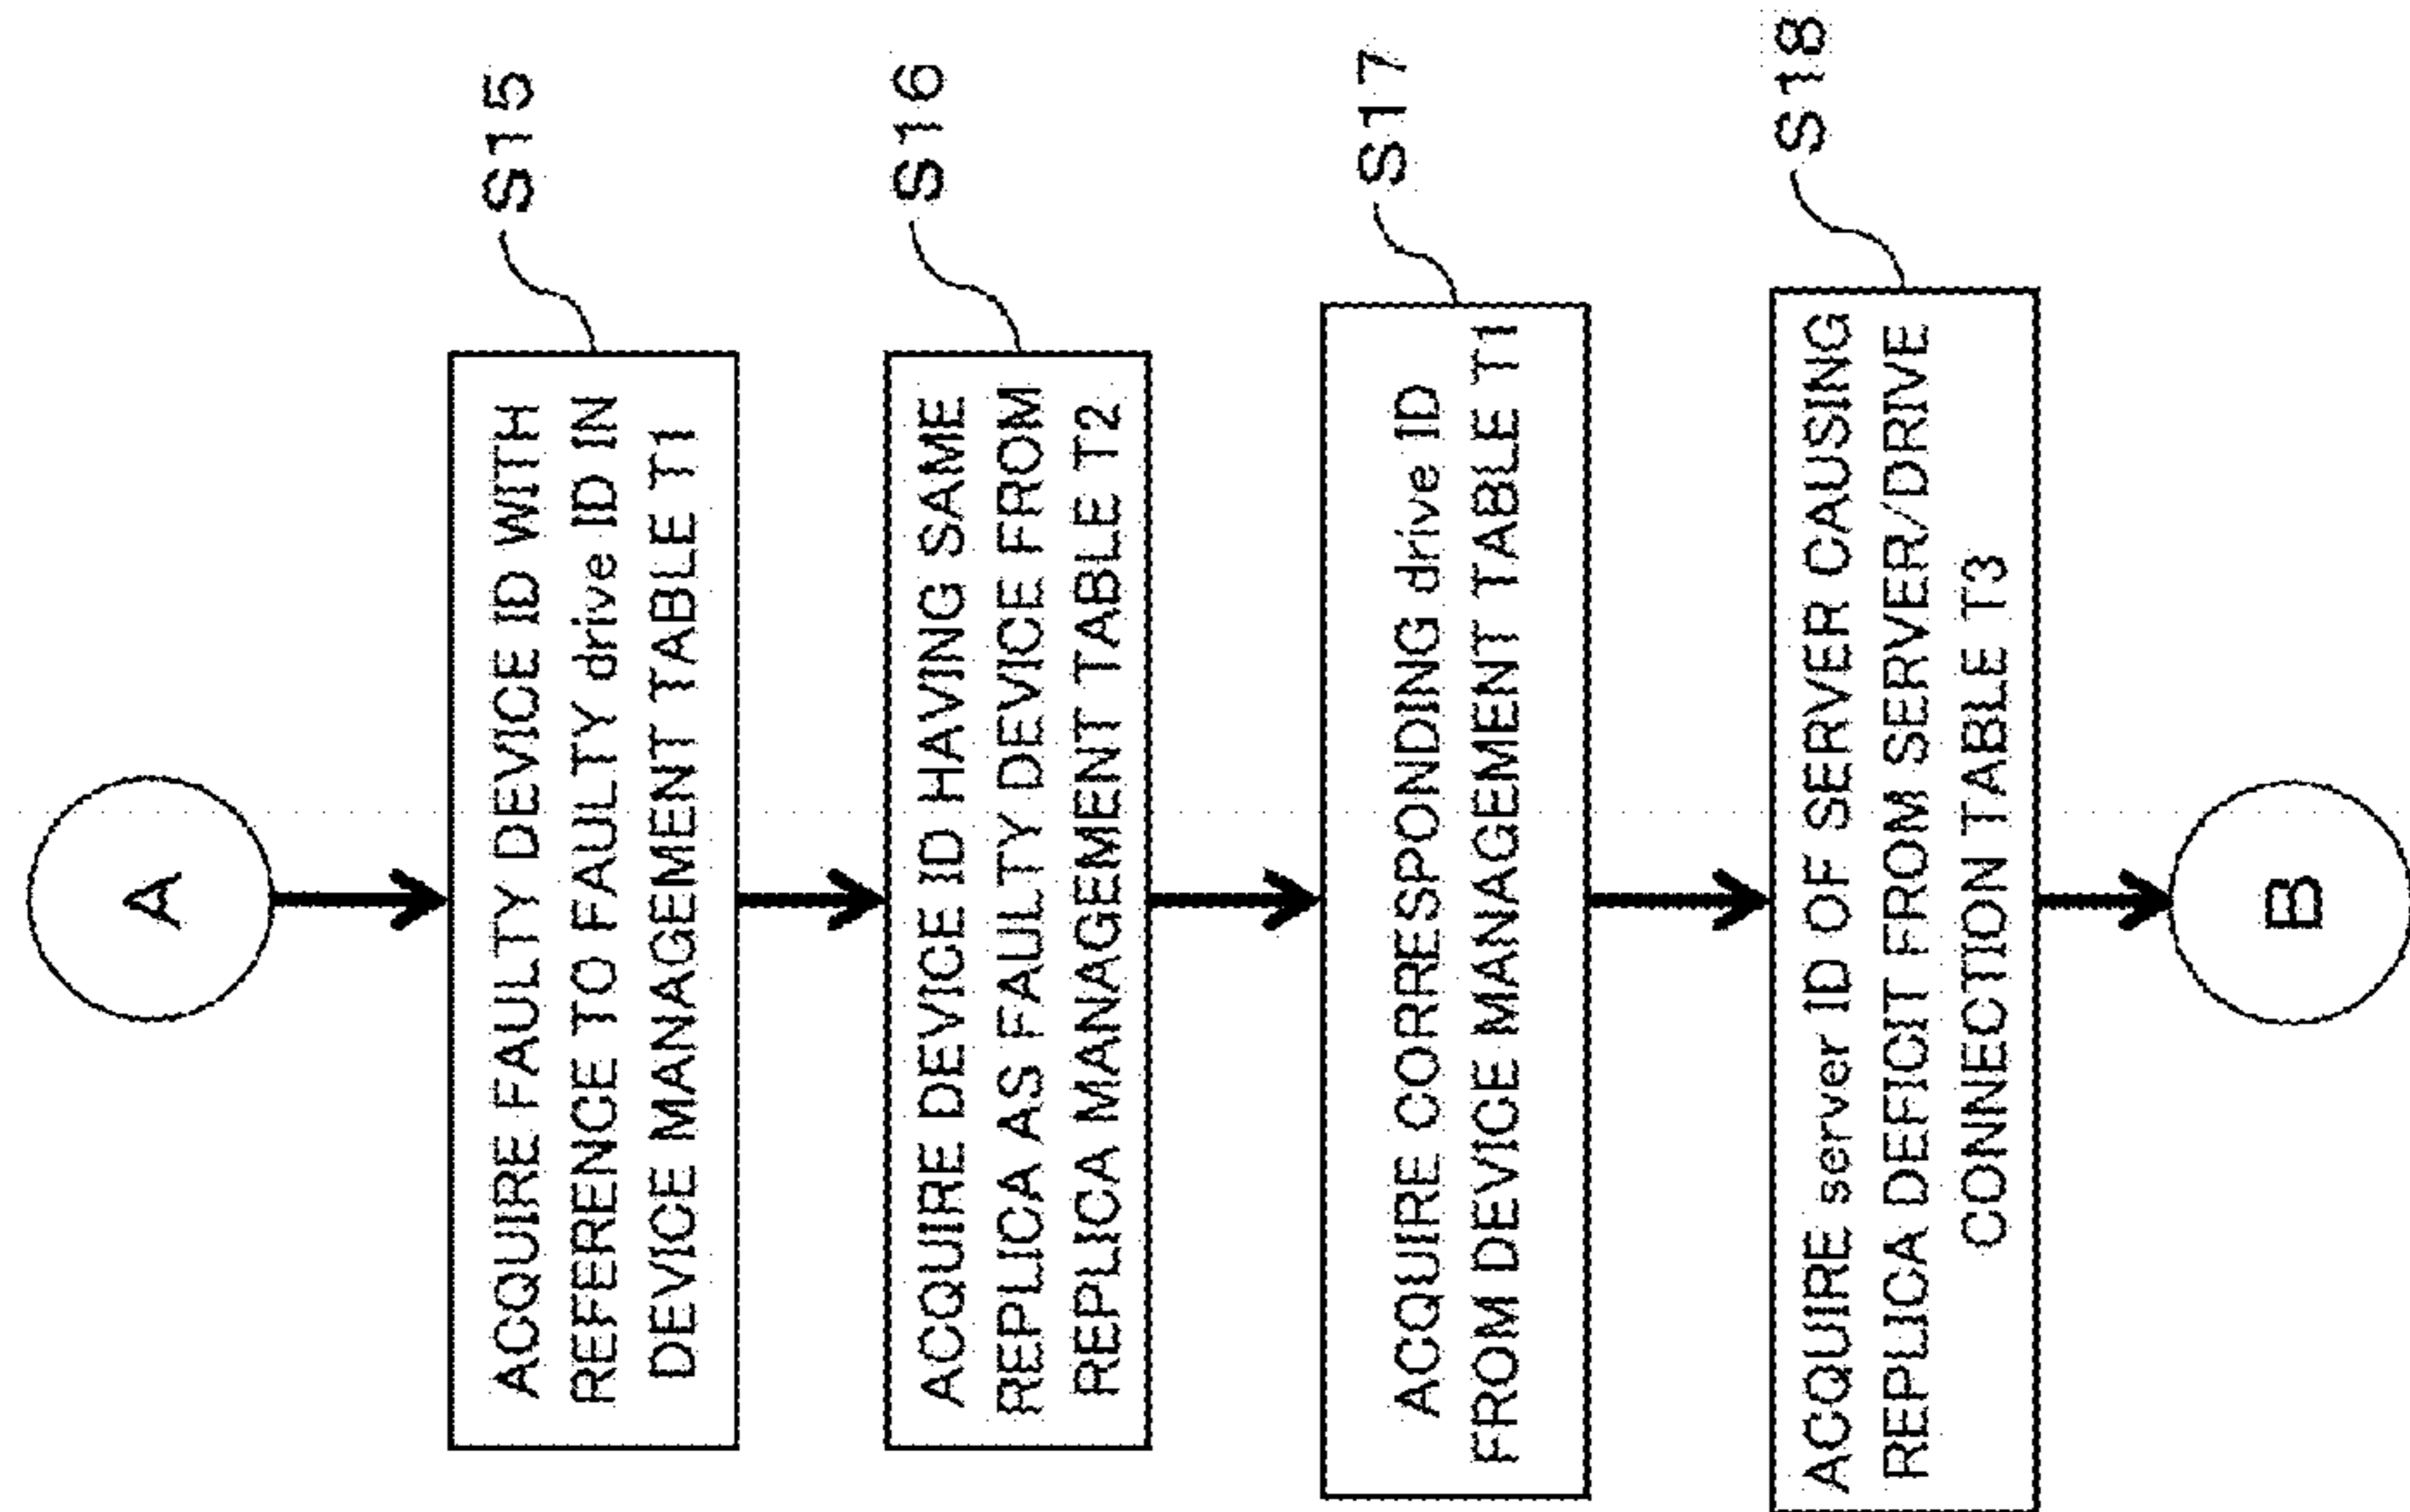 A
ACQUIRE FAULTY DEVICE ID WITH
REFERENCE TO FAULTY drive ID IN
DEVICE MANAGEMENT TABLE T1
S15
ACQUIRE DEVICE ID HAVING SAME
REPLICA AS FAULTY DEVICE FROM
REPLICA MANAGEMENT TABLE T2
S16
ACQUIRE CORRESPONDING drive ID
FROM DEVICE MANAGEMENT TABLE T1
S17
ACQUIRE server ID OF SERVER CAUSING
REPLICA DEFICIT FROM SERVER/DRIVE
CONNECTION TABLE T3
S18
B